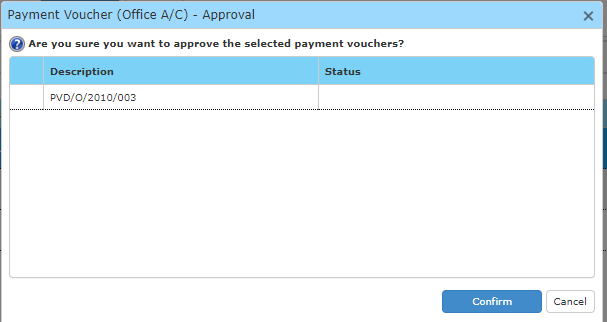 Payment Voucher (Office A/C) - Approval
Are you sure you want to approve the selected payment vouchers?
Description Status
PVD/O/2010/003
Confirm Cancel